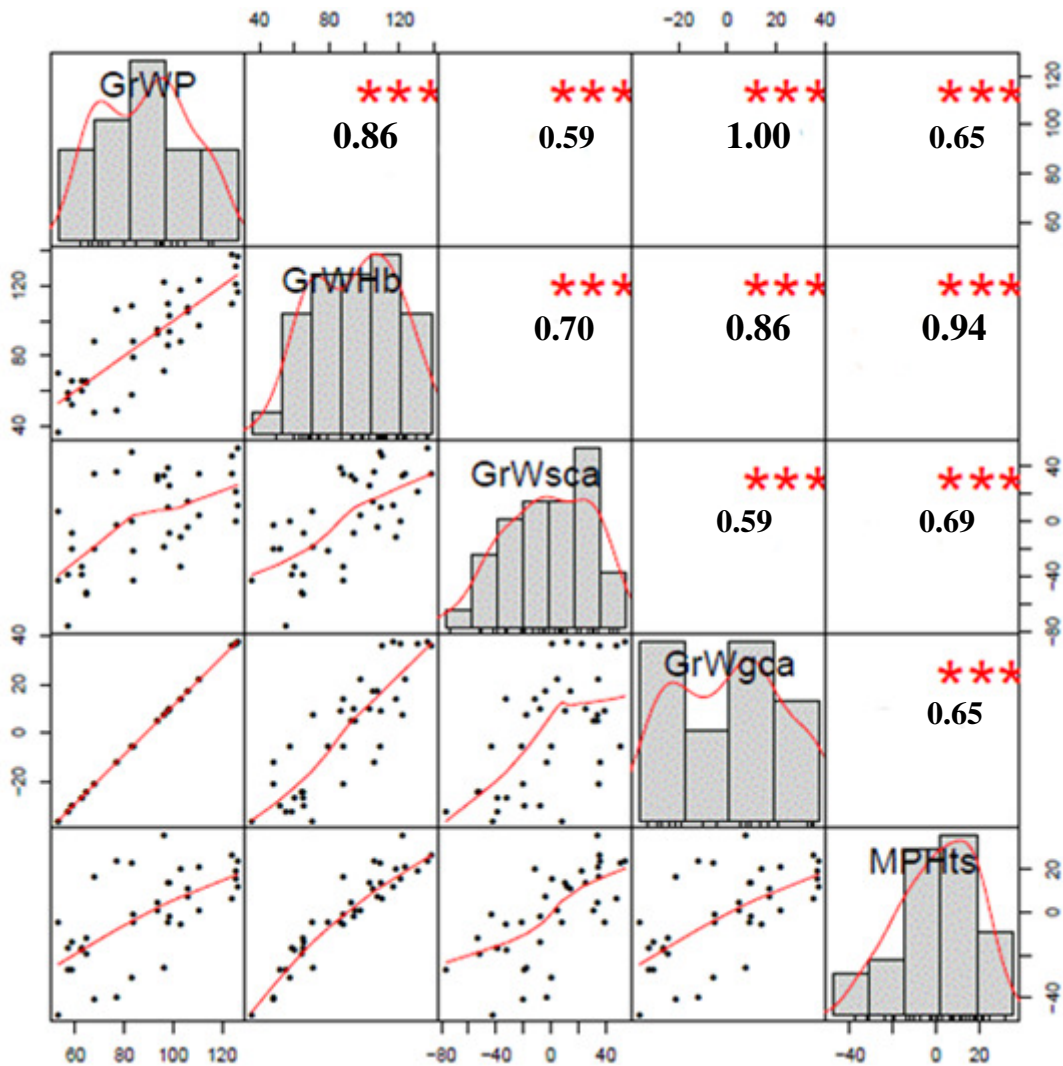 40 120 -20 0 20 40
GrWP *** *** *** *** 120
0.86 0.59 1.00 0.65 100
80
60
120 GrWHb *** *** ***
80 0.70 0.86 0.94
40
GrWsca *** *** 40
0.59 0.69 0
-40
-80
40 GrWgca ***
20 0.65
0
-20
MPHts 20
0
-40
60 80 100 120 -80 -40 0 40 -40 0 20